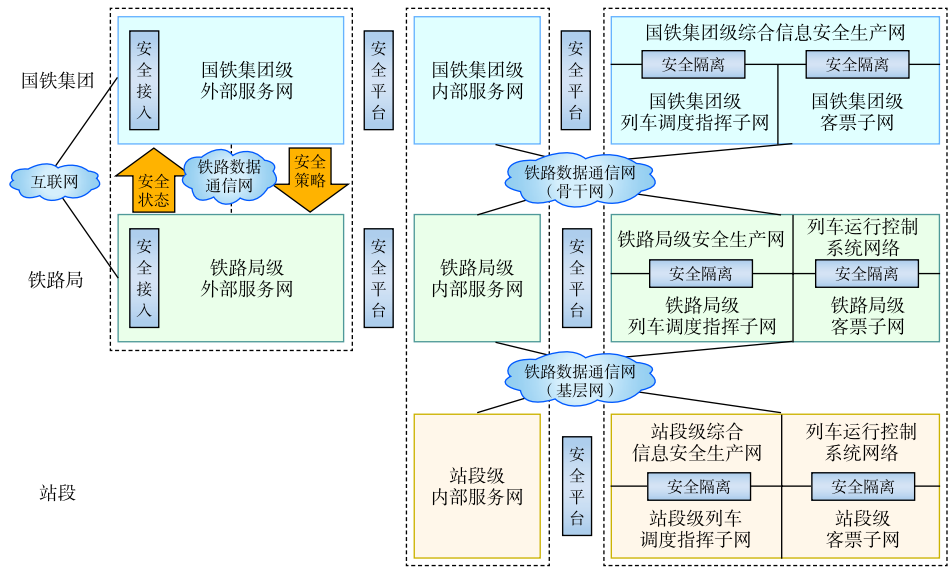 国铁集团
安全接入
国铁集团级
外部服务网
安全平台
国铁集团级
内部服务网
安全平台
国铁集团级综合信息安全生产网
安全隔离
安全隔离
国铁集团级
列车调度指挥子网
国铁集团级
客票子网
互联网
安全
状态
铁路数据
通信网
安全
策略
铁路数据通信网
（骨干网）
铁路局
安全接入
铁路局级
外部服务网
安全平台
铁路局级
内部服务网
安全平台
铁路局级安全生产网
列车运行控制
系统网络
安全隔离
安全隔离
铁路局级
列车调度指挥子网
铁路局级
客票子网
铁路数据通信网
（基层网）
站段
站段级
内部服务网
安全平台
站段级综合
信息安全生产网
列车运行控制
系统网络
安全隔离
安全隔离
站段级列车
调度指挥子网
站段级
客票子网